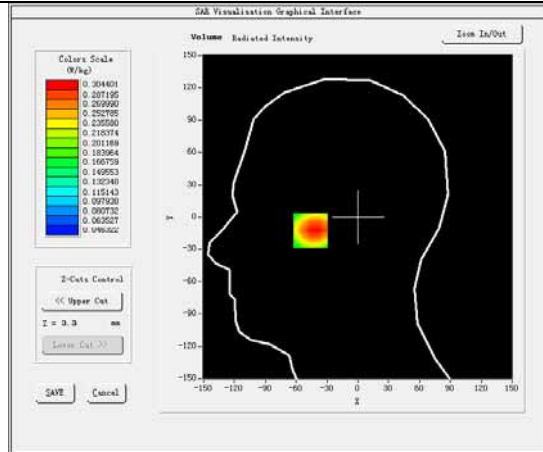 SAR Visualisation Graphical Interface
Volume Radiated Intensity
Zoom In/Out
Colors Scale
(W/kg)
0.304401
0.287195
0.269990
0.252785
0.235580
0.218374
0.201169
0.183964
0.166759
0.149553
0.132348
0.115143
0.097938
0.080732
0.063527
0.046322
Z-Cuts Control
<< Upper Cut
Z = 3.3 mm
Lower Cut >>
SAVE
Cancel
150
120
90
60
30
Y
0
-30
-60
-90
-120
-150
-150 -120 -90 -60 -30 0 30 60 90 120 150
X